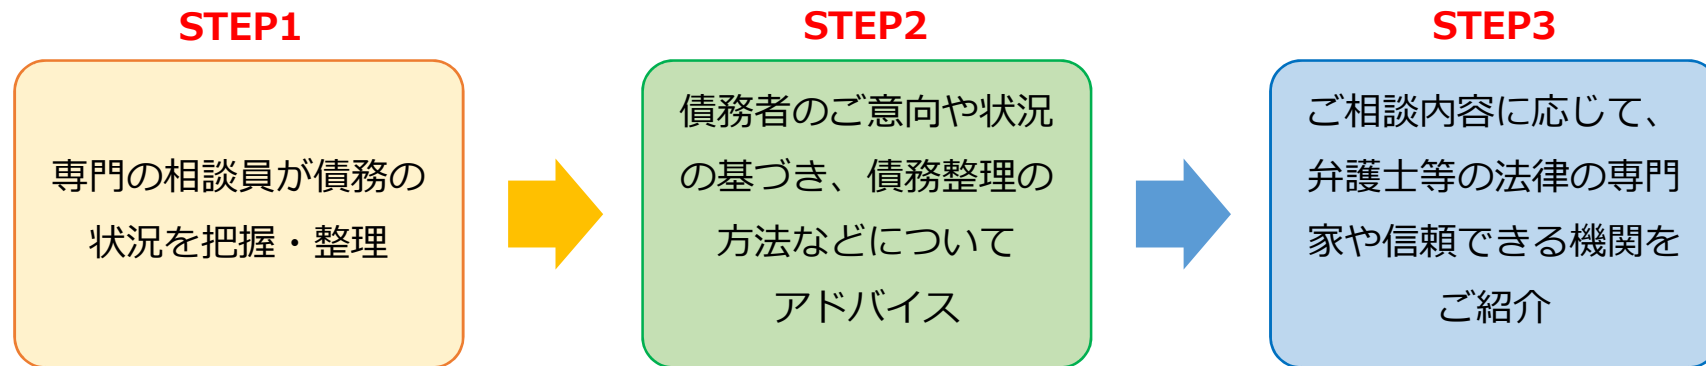 STEP1
専門の相談員が債務の
状況を把握・整理
STEP2
債務者のご意向や状況
の基づき、債務整理の
方法などについて
アドバイス
STEP3
ご相談内容に応じて、
弁護士等の法律の専門
家や信頼できる機関を
ご紹介